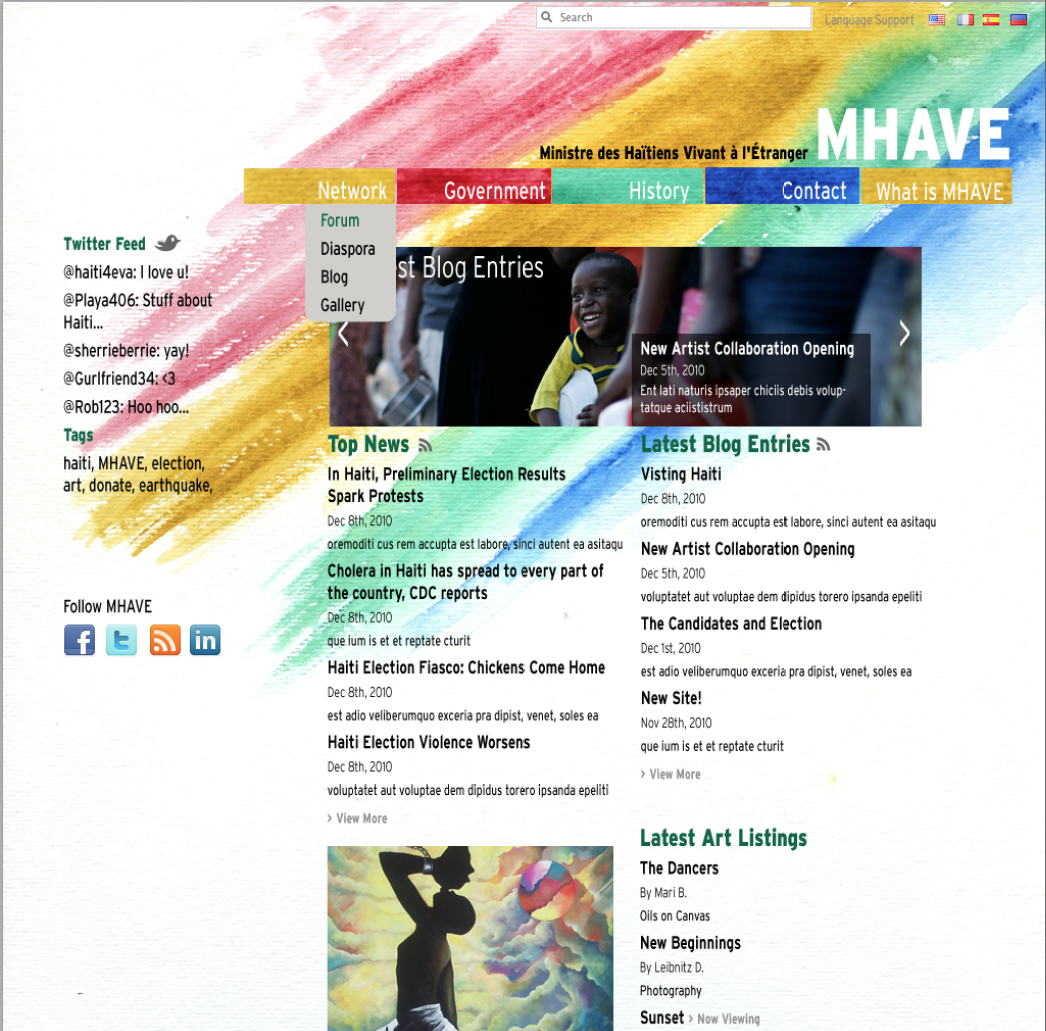 Search
Language Support
MHAVE
Ministre des Haïtiens Vivant à l'Étranger
Network
Government
History
Contact
What is MHAVE
Forum
Diaspora
Blog
Gallery
Twitter Feed
@haiti4eva: I love u!
@Playa406: Stuff about
Haiti...
@sherrieberrie: yay!
@Gurlfriend34: <3
@Rob123: Hoo hoo...
Tags
haiti, MHAVE, election,
art, donate, earthquake,
Follow MHAVE
st Blog Entries
New Artist Collaboration Opening
Dec 5th, 2010
Ent lati naturis ipsaper chiciis debis volup-
tatque aciististrum
Top News
In Haiti, Preliminary Election Results
Spark Protests
Dec 8th, 2010
oremoditi cus rem accupta est labore, sinci autent ea asitaqu
Cholera in Haiti has spread to every part of
the country, CDC reports
Dec 8th, 2010
que ium is et et reptate cturit
Haiti Election Fiasco: Chickens Come Home
Dec 8th, 2010
est adio veliberumquo exceria pra dipist, venet, soles ea
Haiti Election Violence Worsens
Dec 8th, 2010
voluptatet aut voluptae dem dipidus torero ipsanda epeliti
> View More
Latest Blog Entries
Visting Haiti
Dec 8th, 2010
oremoditi cus rem accupta est labore, sinci autent ea asitaqu
New Artist Collaboration Opening
Dec 5th, 2010
voluptatet aut voluptae dem dipidus torero ipsanda epeliti
The Candidates and Election
Dec 1st, 2010
est adio veliberumquo exceria pra dipist, venet, soles ea
New Site!
Nov 28th, 2010
que ium is et et reptate cturit
> View More
Latest Art Listings
The Dancers
By Mari B.
Oils on Canvas
New Beginnings
By Leibnitz D.
Photography
Sunset > Now Viewing